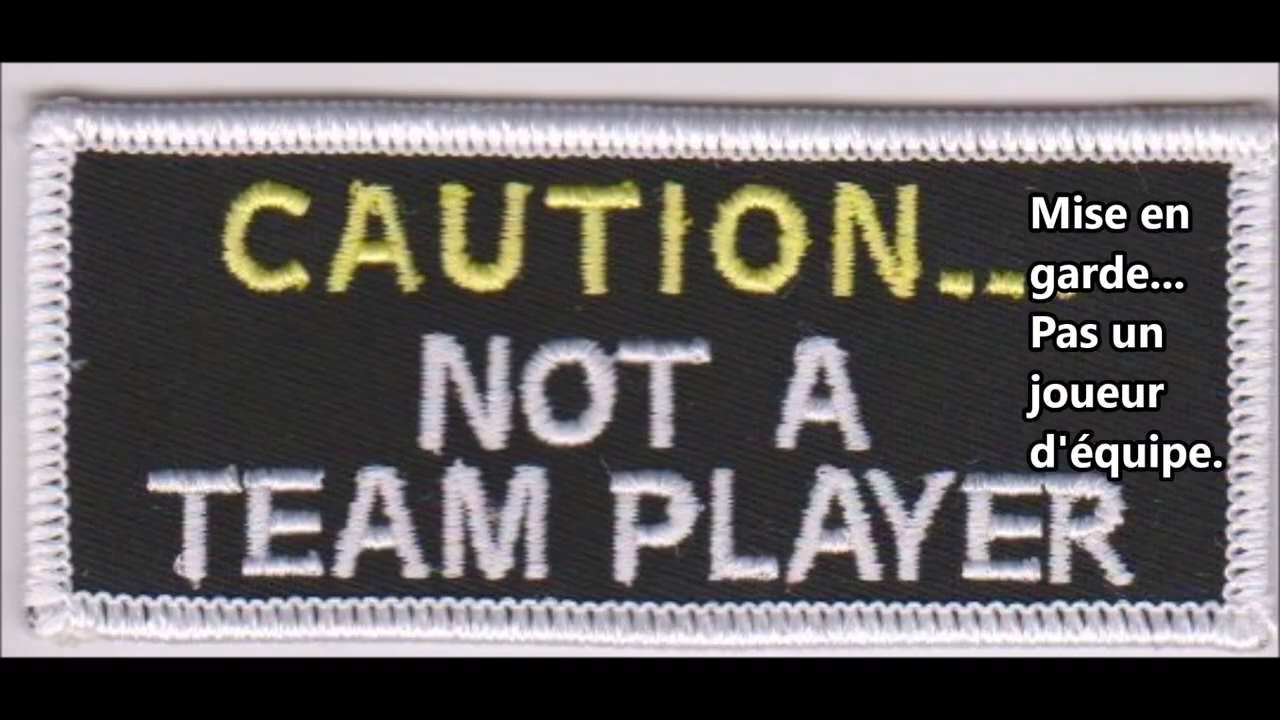 CAUTION...
NOT A
TEAM PLAYER
Mise en
garde...
Pas un
joueur
d'équipe.